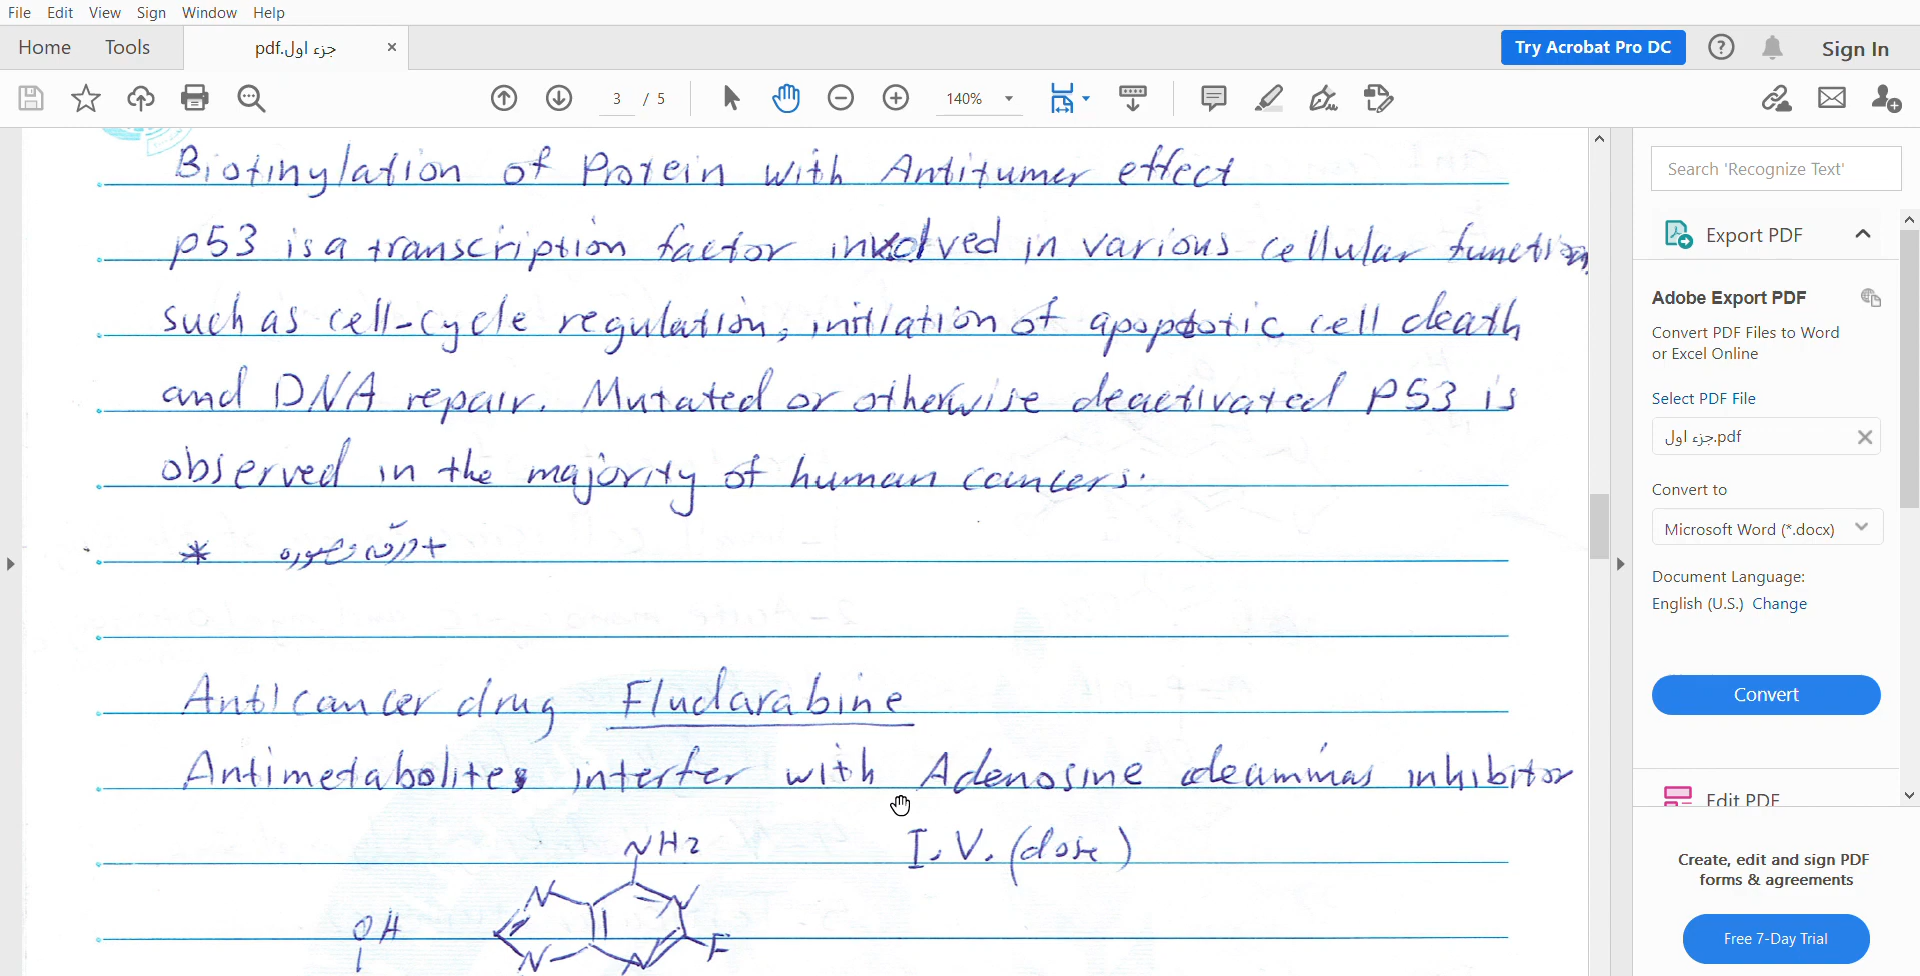 File Edit View Sign Window Help
Home Tools جزء اول.pdf × Try Acrobat Pro DC Sign In
3 / 5 140%
Biotinylation of Protein with Antitumer effect
p53 is a transcription factor involved in various cellular function
such as cell-cycle regulation, initiation of apoptotic cell death
and DNA repair. Mutated or otherwise deactivated P53 is
observed in the majority of human cancers.
*
Anticancer drug Fludarabine
Antimetabolites interfer with Adenosine deaminas inhibitor
I.V. (dose)
NH2
N N
OH
N N F
Search 'Recognize Text'
Export PDF
Adobe Export PDF
Convert PDF Files to Word
or Excel Online
Select PDF File
جزء اول.pdf
Convert to
Microsoft Word (*.docx)
Document Language:
English (U.S.) Change
Convert
Edit PDF
Create, edit and sign PDF
forms & agreements
Free 7-Day Trial